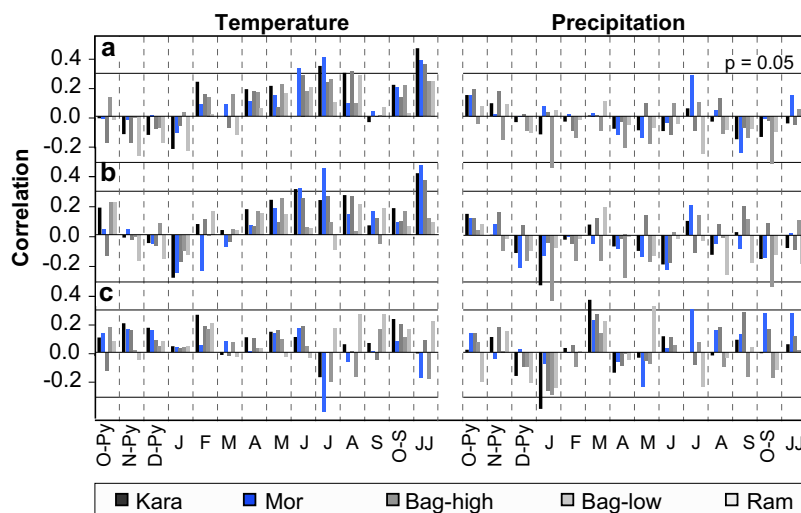 Temperature Precipitation
a
p = 0.05
0.4
0.2
0.0
-0.2
b
0.4
0.2
0.0
-0.2
c
0.4
0.2
0.0
-0.2
Correlation
O-Py N-Py D-Py J F M A M J J A S O-S JJ O-Py N-Py D-Py J F M A M J J A S O-S JJ
Kara Mor Bag-high Bag-low Ram